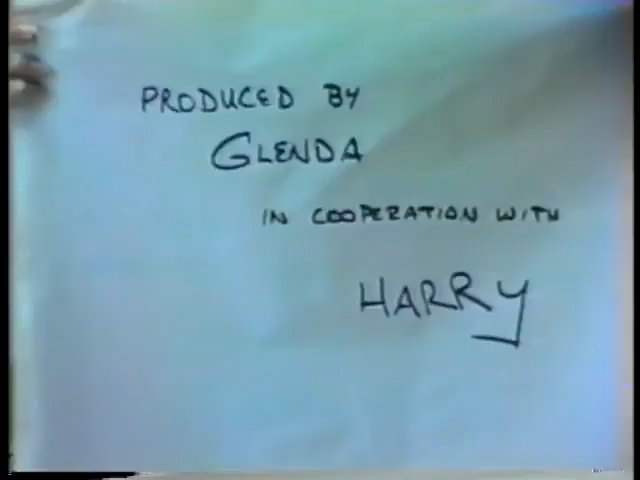 PRODUCED BY
GLENDA
IN COOPERATION WITH
HARRY